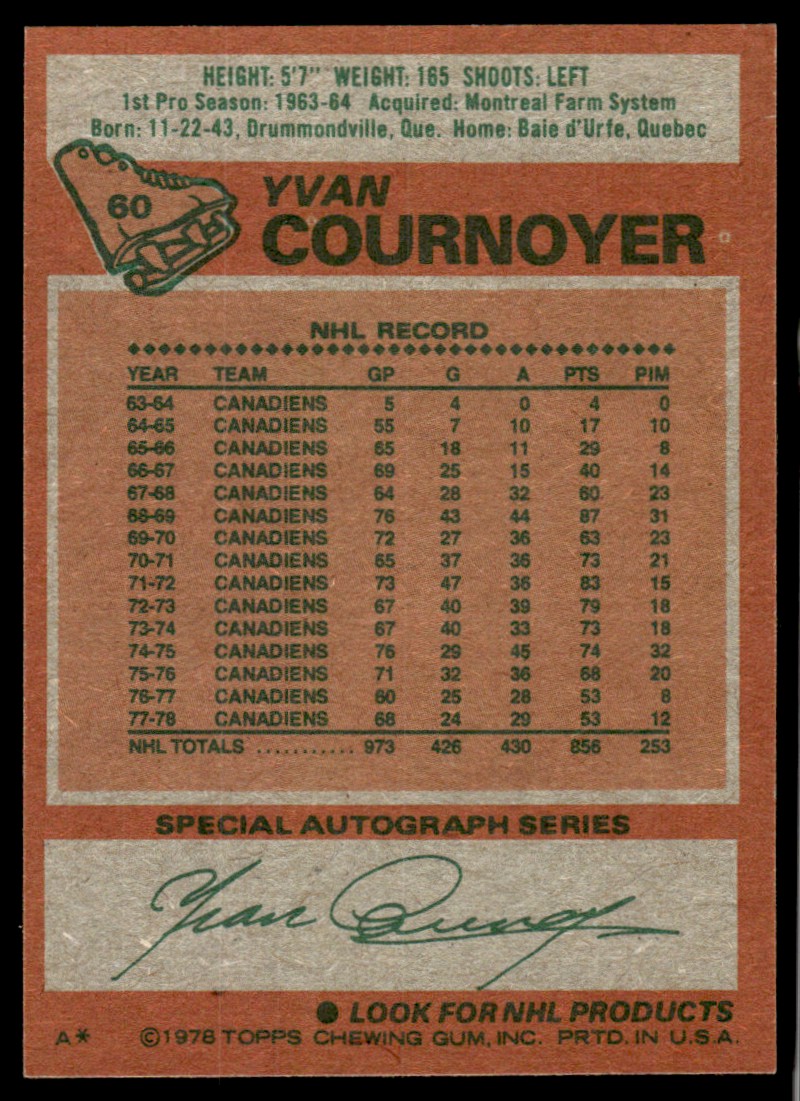 HEIGHT: 5'7" WEIGHT: 165 SHOOTS: LEFT
1st Pro Season: 1963-64 Acquired: Montreal Farm System
Born: 11-22-43, Drummondville, Que. Home: Baie d'Urfe, Quebec
60
YVAN
COURNOYER
NHL RECORD
YEAR TEAM GP G A PTS PIM
63-64 CANADIENS 5 4 0 4 0
64-65 CANADIENS 55 7 10 17 10
65-66 CANADIENS 65 18 11 29 8
66-67 CANADIENS 69 25 15 40 14
67-68 CANADIENS 64 28 32 60 23
68-69 CANADIENS 76 43 44 87 31
69-70 CANADIENS 72 27 36 63 23
70-71 CANADIENS 65 37 36 73 21
71-72 CANADIENS 73 47 36 83 15
72-73 CANADIENS 67 40 39 79 18
73-74 CANADIENS 67 40 33 73 18
74-75 CANADIENS 76 29 45 74 32
75-76 CANADIENS 71 32 36 68 20
76-77 CANADIENS 60 25 28 53 8
77-78 CANADIENS 68 24 29 53 12
NHL TOTALS ........... 973 426 430 856 253
SPECIAL AUTOGRAPH SERIES
Yvan Cournoyer
● LOOK FOR NHL PRODUCTS
A* ©1978 TOPPS CHEWING GUM, INC. PRTD. IN U.S.A.